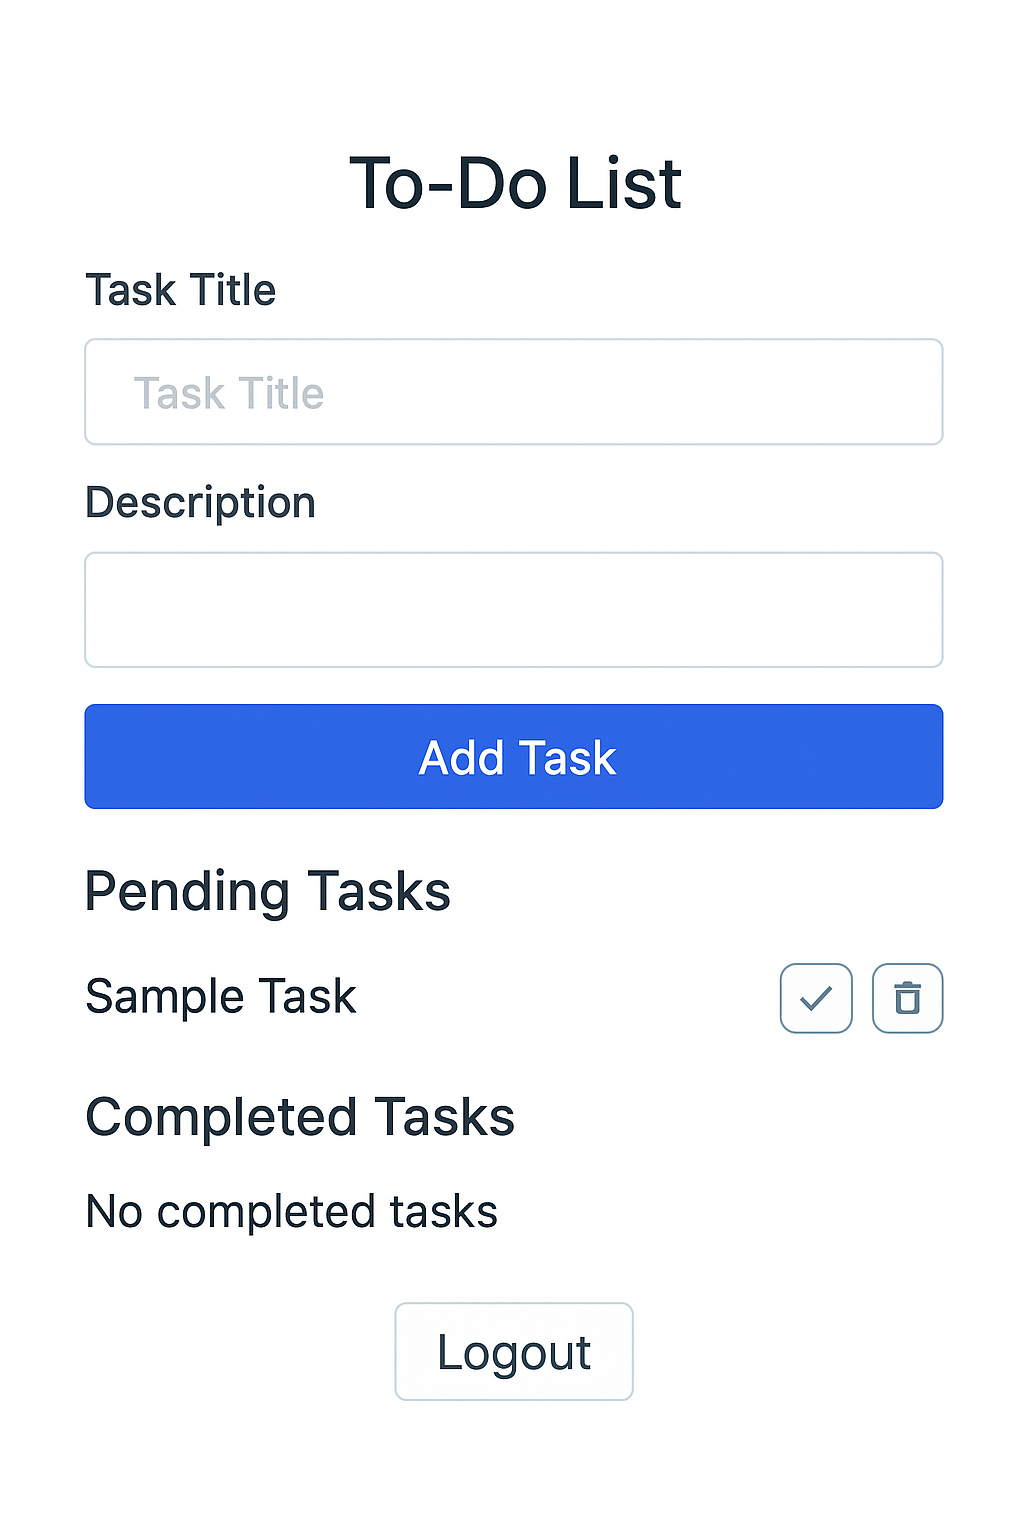 To-Do List
Task Title
Task Title
Description
Add Task
Pending Tasks
Sample Task
Completed Tasks
No completed tasks
Logout